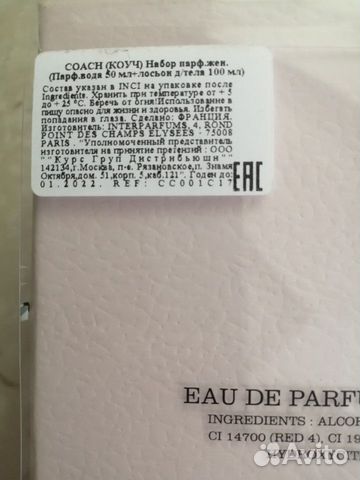 COACH (КОУЧ) Набор парф.жен.
(Парф.вода 50 мл+лосьон д/тела 100 мл)
Состав указан в INCI на упаковке после
Ingredients. Хранить при температуре от + 5
до + 25 °C. Беречь от огня!Использование в
пищу опасно для жизни и здоровья. Избегать
попадания в глаза. Сделано: ФРАНЦИЯ.
Изготовитель: INTERPARFUMS, 4, ROND
POINT DES CHAMPS ELYSEES - 75008
PARIS . "Уполномоченный представитель
изготовителя на принятие претензий : ООО
""Курс Груп Дистрибьюшн""
142134,г.Москва, п-е. Рязановское,п. Знамя
Октября,дом. 51,корп. 5,каб.121". Годен до:
01.2022. REF: CC001C17
EAC
EAU DE PARFU
INGREDIENTS : ALCOH
CI 14700 (RED 4), CI 19
HYDROXYCIT
Avito